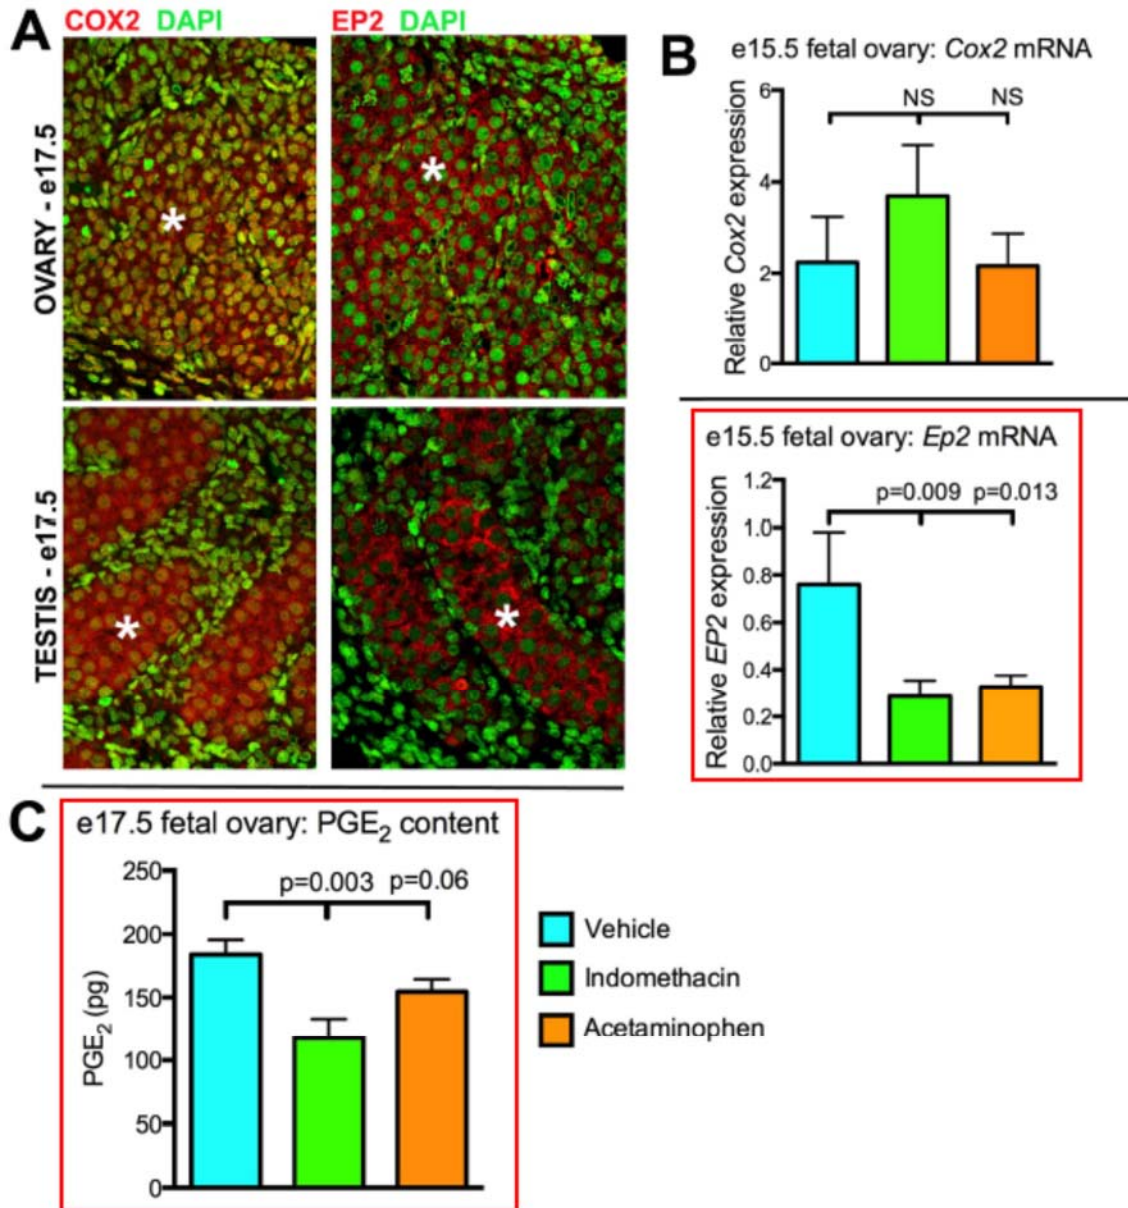 A
COX2 DAPI
EP2 DAPI
OVARY - e17.5
*
*
TESTIS - e17.5
*
*
B
e15.5 fetal ovary: Cox2 mRNA
Relative Cox2 expression
6
4
2
0
NS NS
e15.5 fetal ovary: Ep2 mRNA
Relative EP2 expression
1.2
1.0
0.8
0.6
0.4
0.2
0.0
p=0.009 p=0.013
C
e17.5 fetal ovary: PGE₂ content
PGE₂ (pg)
250
200
150
100
50
0
p=0.003 p=0.06
Vehicle
Indomethacin
Acetaminophen